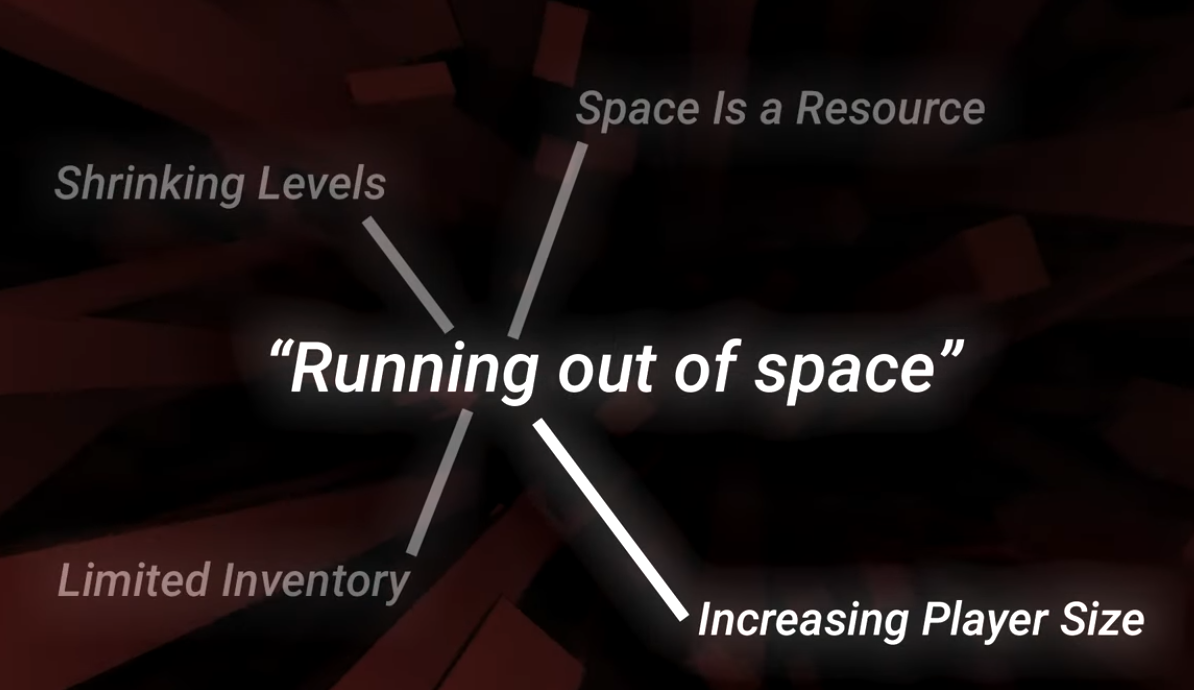 Space Is a Resource
Shrinking Levels
“Running out of space”
Limited Inventory
Increasing Player Size